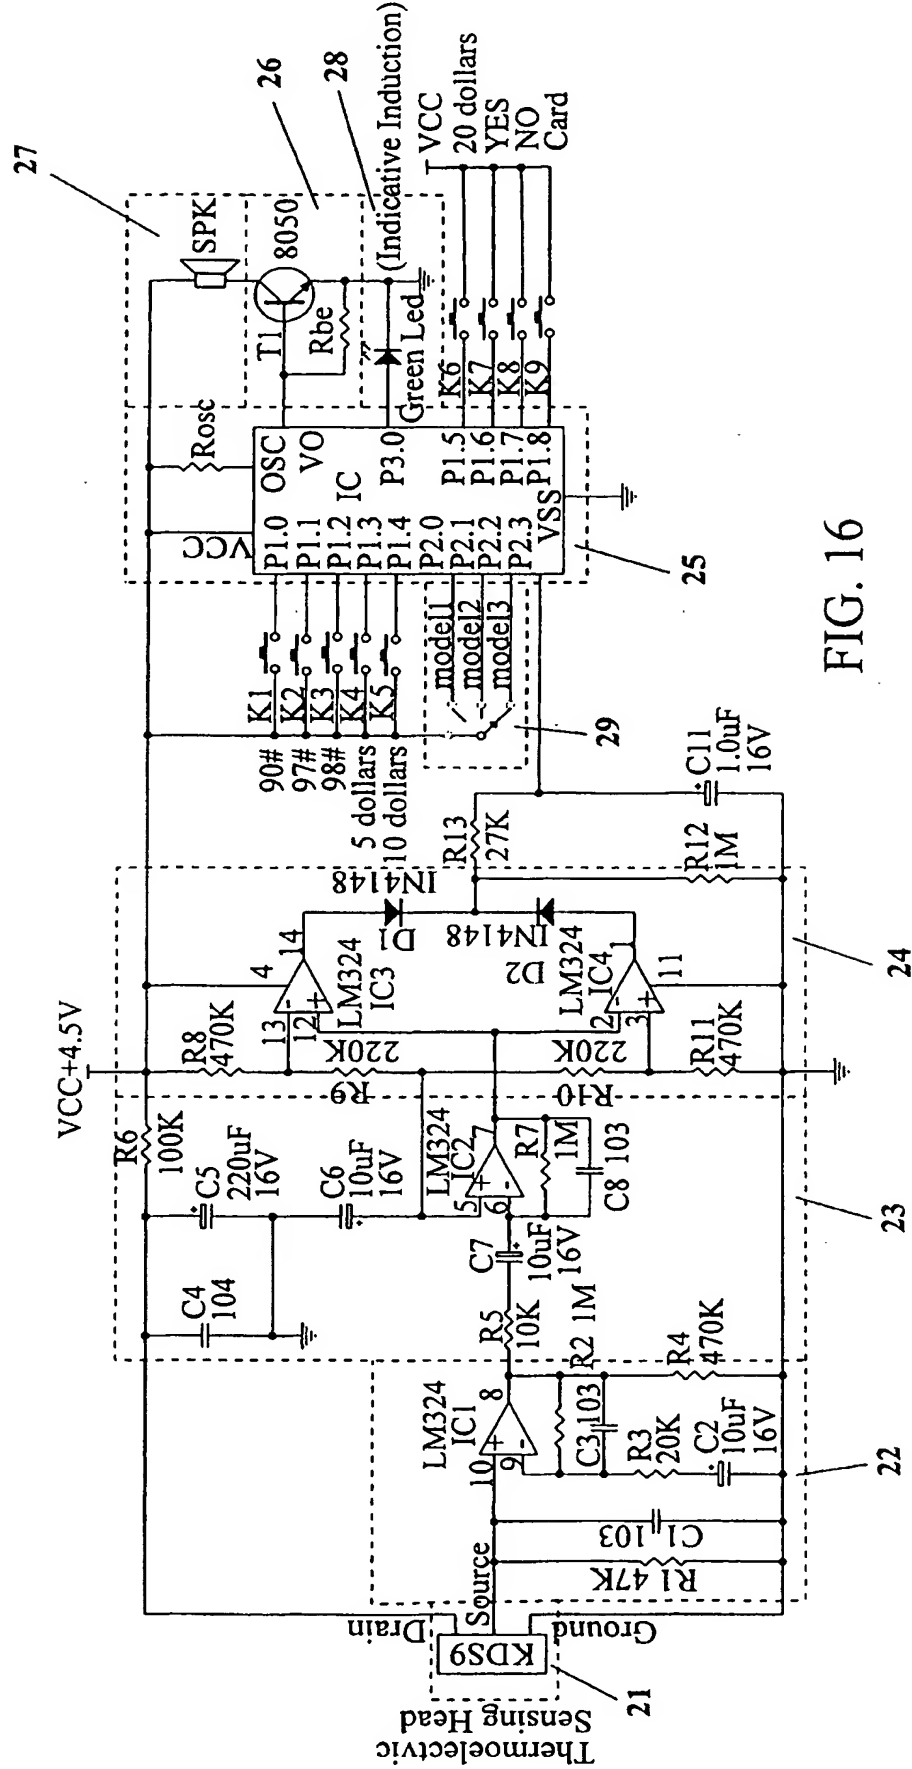 FIG. 16
27
26
28
SPK
8050
(Indicative Induction)
T1
Rbe
Green Led
VCC
20 dollars
YES
NO
Card
K6
K7
K8
K9
Rosc
VCC
OSC
VO
IC
P3.0
P1.0
P1.1
P1.2
P1.3
P1.4
P2.0
P2.1
P2.2
P2.3
P1.5
P1.6
P1.7
P1.8
VSS
25
K1
K2
K3
K4
K5
90#
97#
98#
5 dollars
10 dollars
model1
model2
model3
29
C11
1.0uF
16V
R13
27K
R12
1M
IN4148
D1
IN4148
D2
14
4
13
12
LM324
IC3
LM324
IC4
1
2
3
11
24
VCC+4.5V
R8
470K
220K
R9
220K
R10
R11
470K
R6
100K
C5
220uF
16V
C6
10uF
16V
C4
104
LM324
IC2
7
5
6
R7
1M
C8 103
C7
10uF
16V
R5
10K
23
R2 1M
R4
470K
LM324
IC1
8
10
9
C3 103
R3
20K
C2
10uF
16V
22
C1 103
R1 47K
Source
Drain
Ground
KDS9
21
Thermoelectvic
Sensing Head